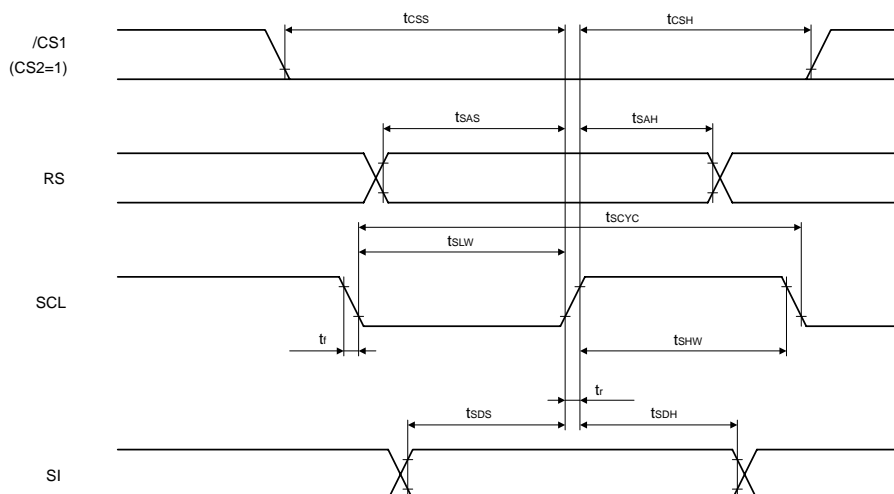 tCSS tCSH
/CS1
(CS2=1)
tSAS tSAH
RS
tSCYC
tSLW
SCL
tf tSHW
tr
tSDS tSDH
SI